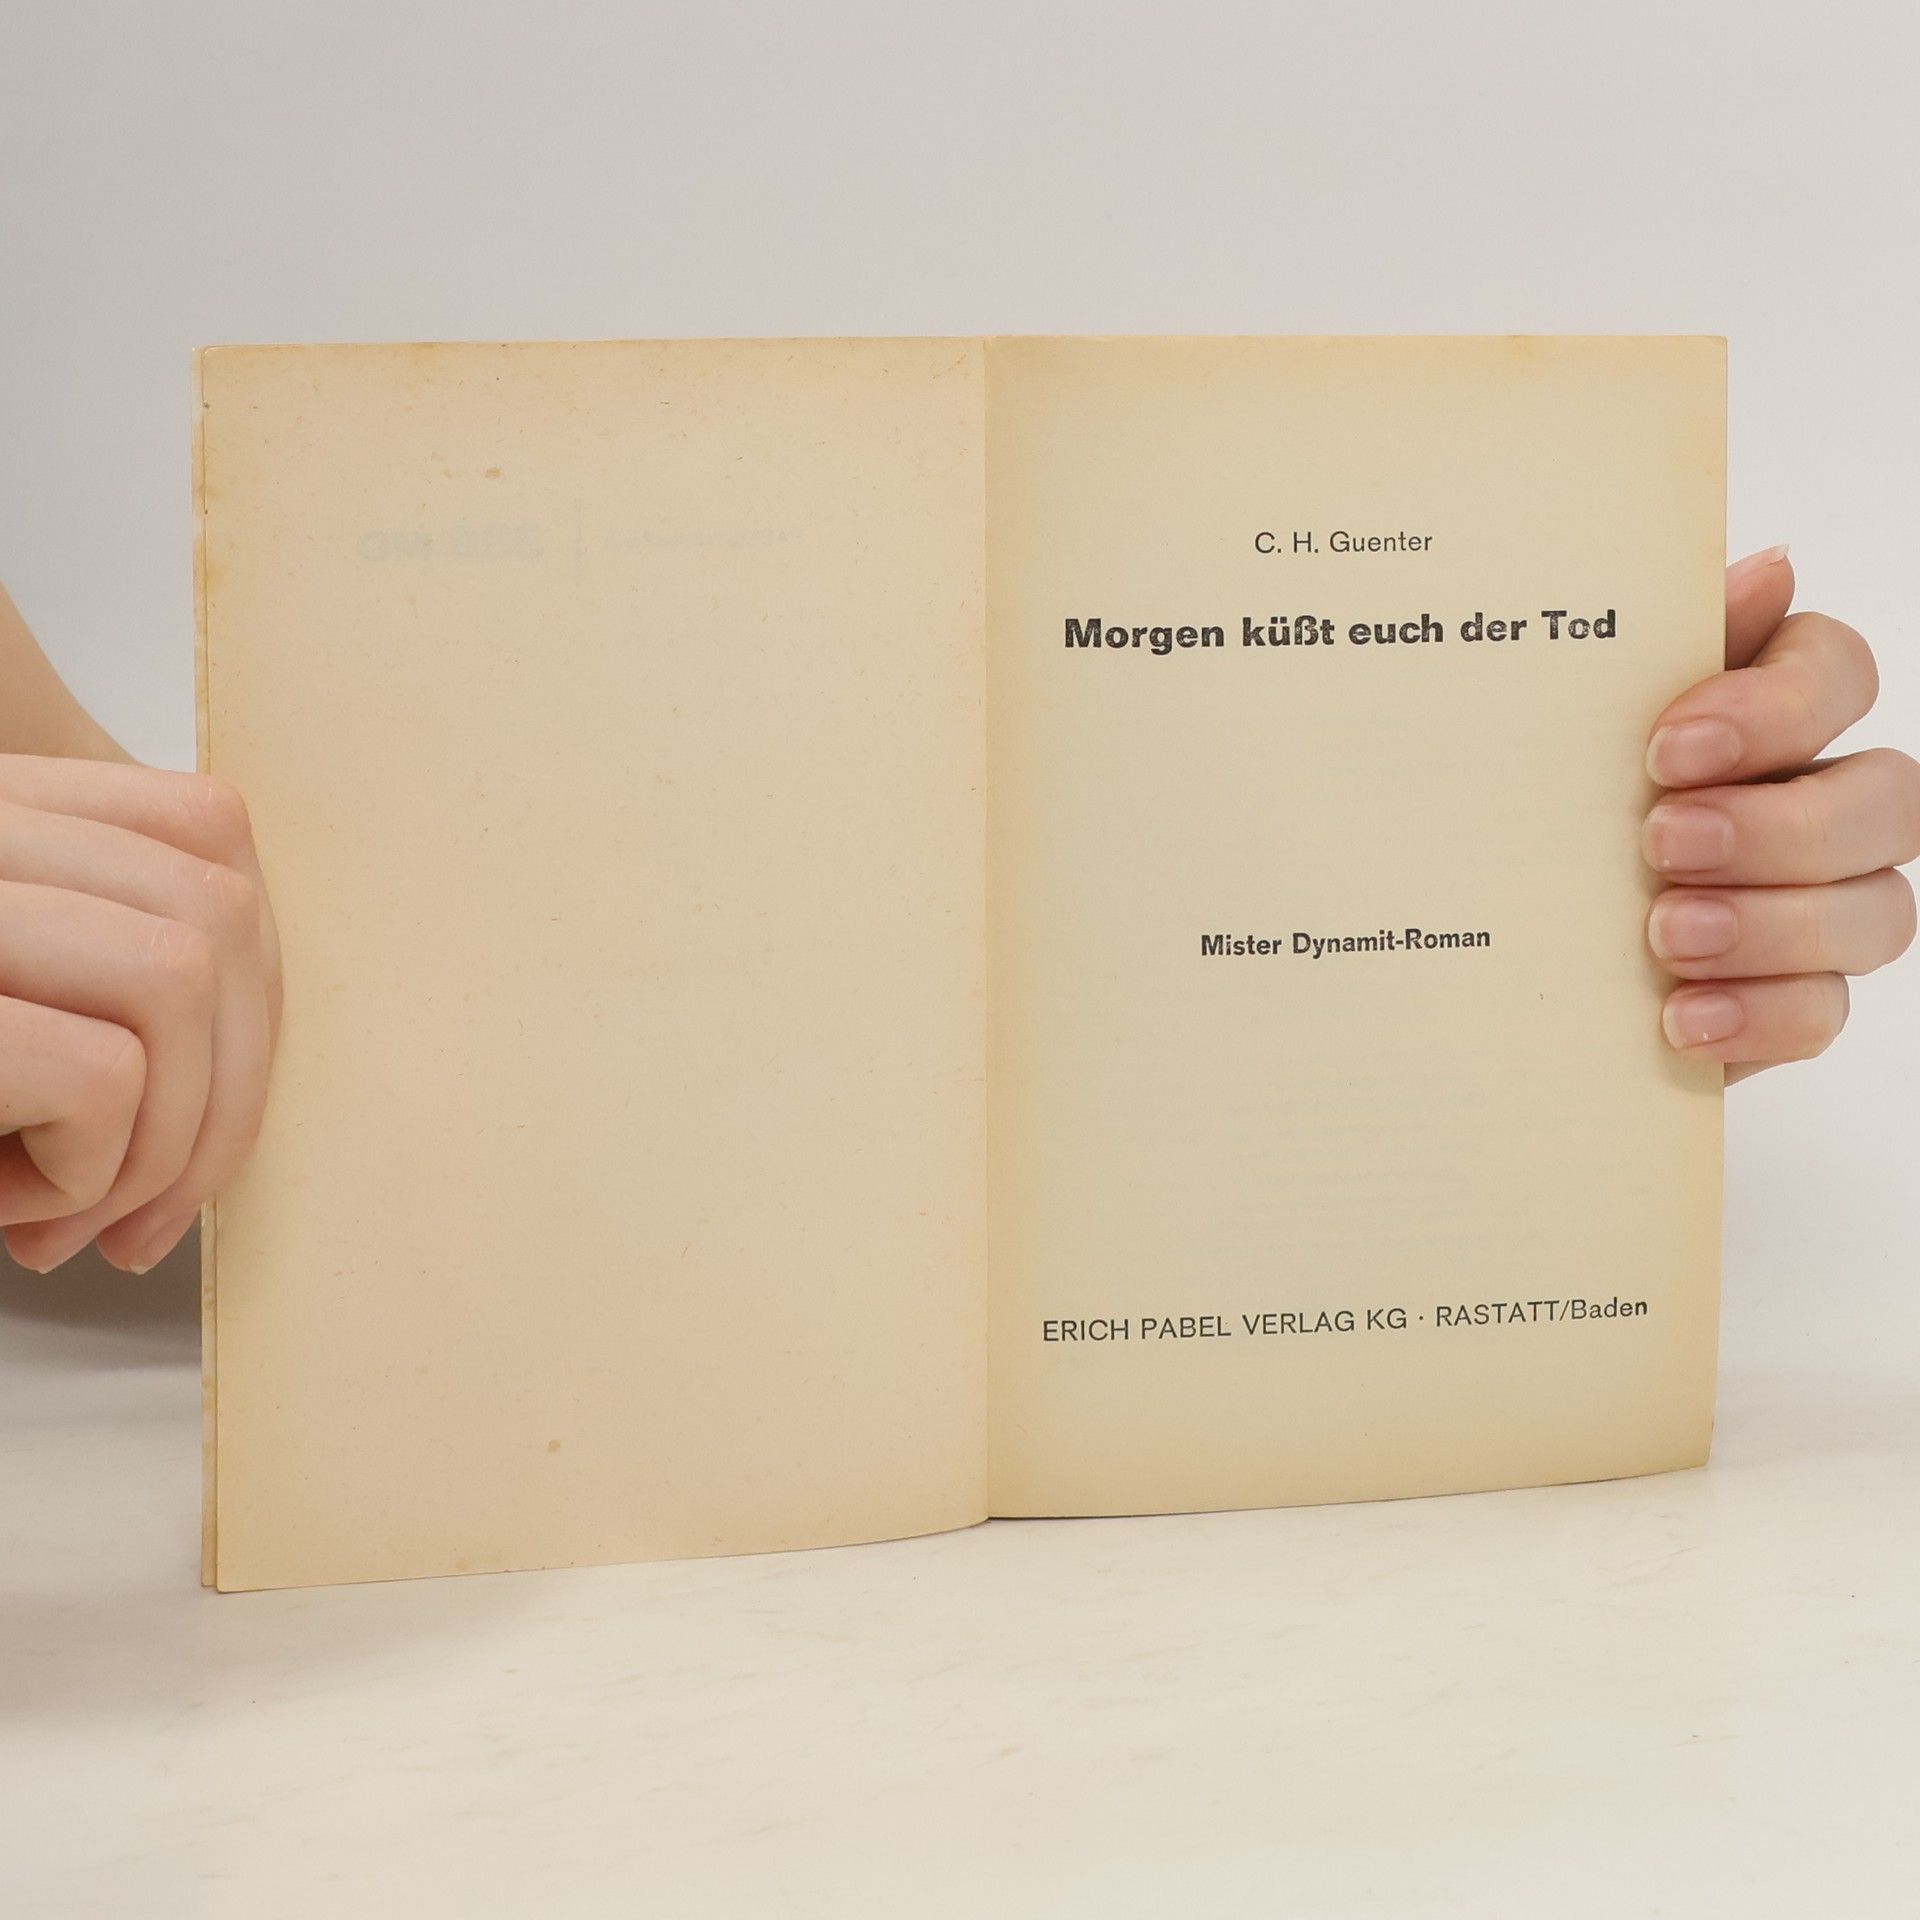 C. H. Guenter
Morgen küßt euch der Tod
Mister Dynamit-Roman
ERICH PABEL VERLAG KG · RASTATT/Baden